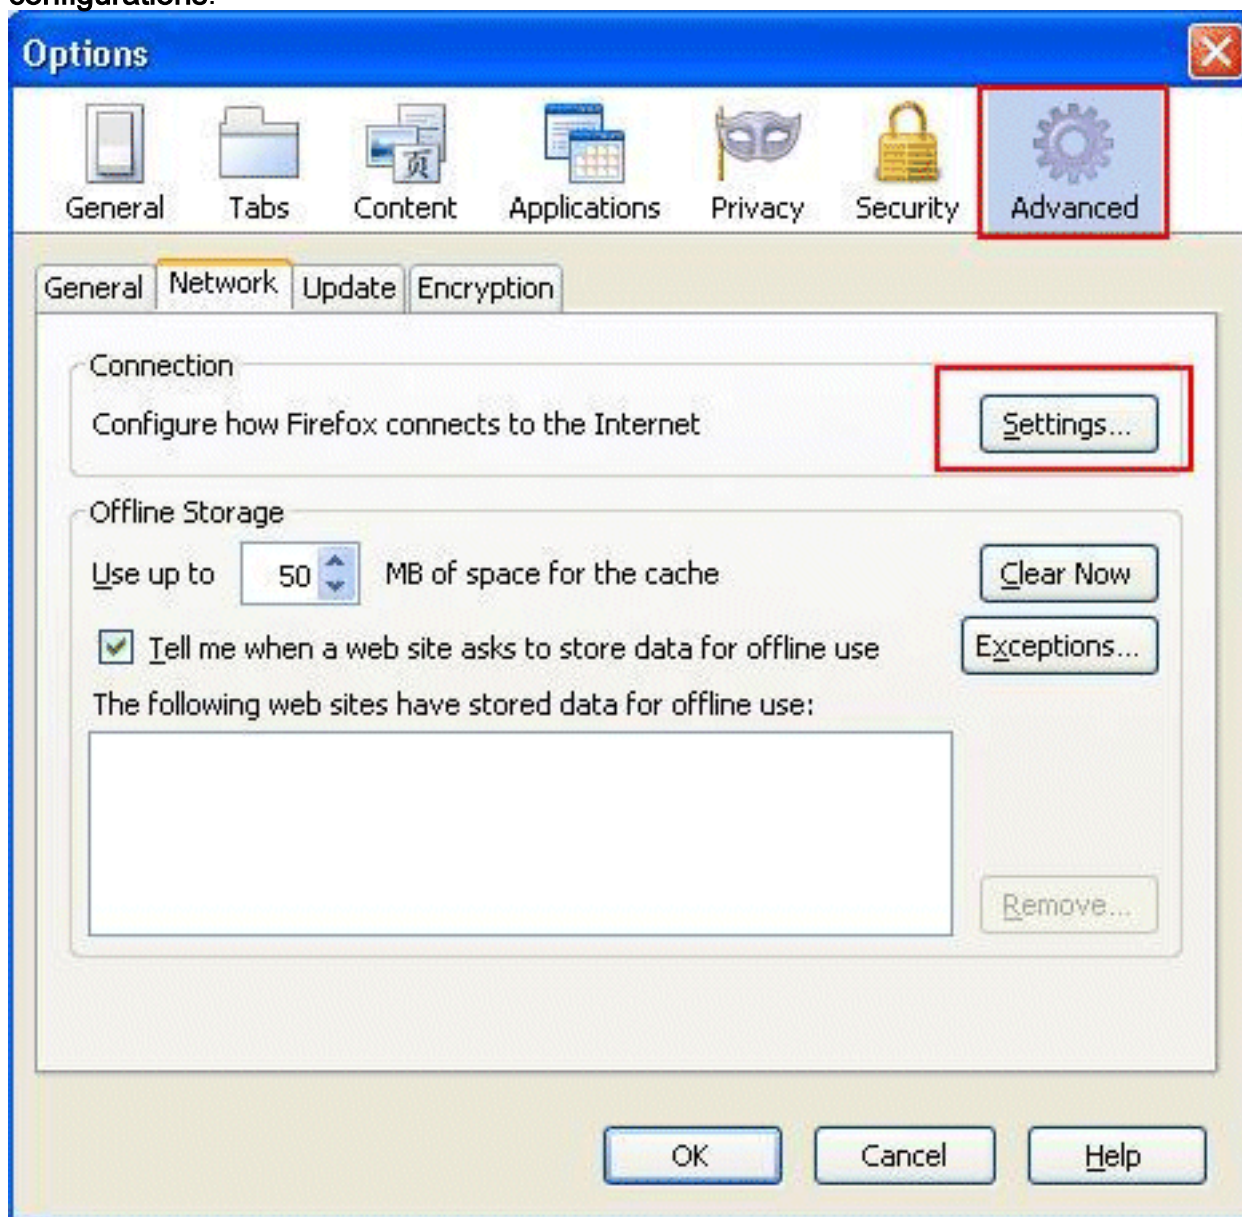 configurations.
Options
页
General Tabs Content Applications Privacy Security Advanced
General Network Update Encryption
Connection
Configure how Firefox connects to the Internet Settings...
Offline Storage
Use up to 50 MB of space for the cache Clear Now
Tell me when a web site asks to store data for offline use Exceptions...
The following web sites have stored data for offline use:
Remove...
OK Cancel Help